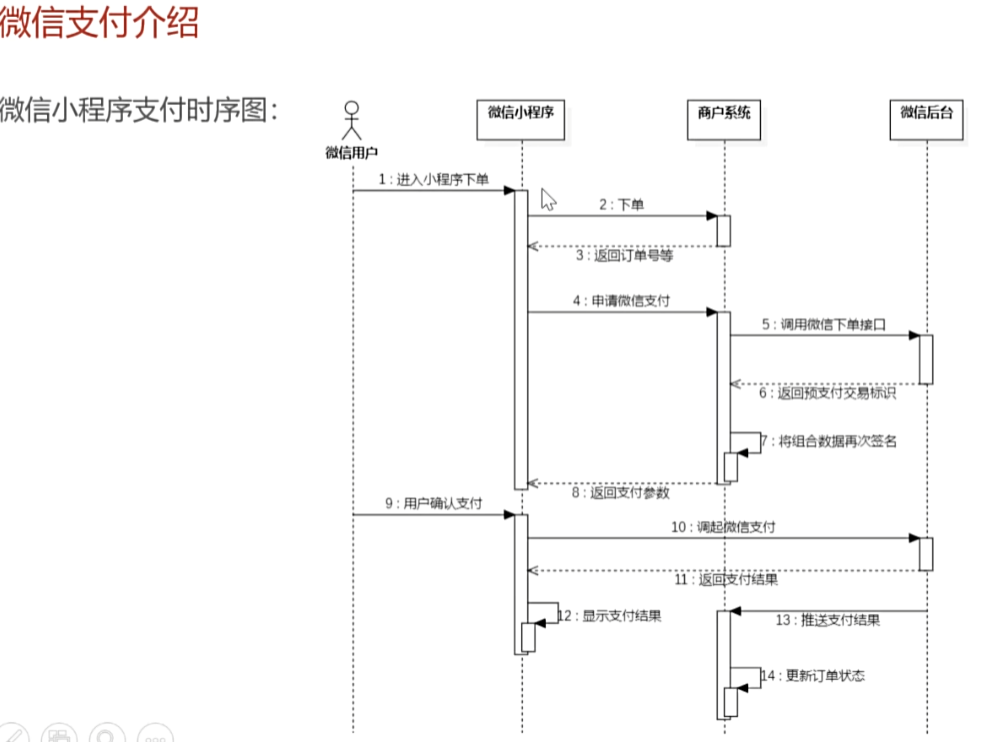 微信支付介绍
微信小程序支付时序图：
微信用户
微信小程序
商户系统
微信后台
1 : 进入小程序下单
2 : 下单
3 : 返回订单号等
4 : 申请微信支付
5 : 调用微信下单接口
6 : 返回预支付交易标识
7 : 将组合数据再次签名
8 : 返回支付参数
9 : 用户确认支付
10 : 调起微信支付
11 : 返回支付结果
12 : 显示支付结果
13 : 推送支付结果
14 : 更新订单状态